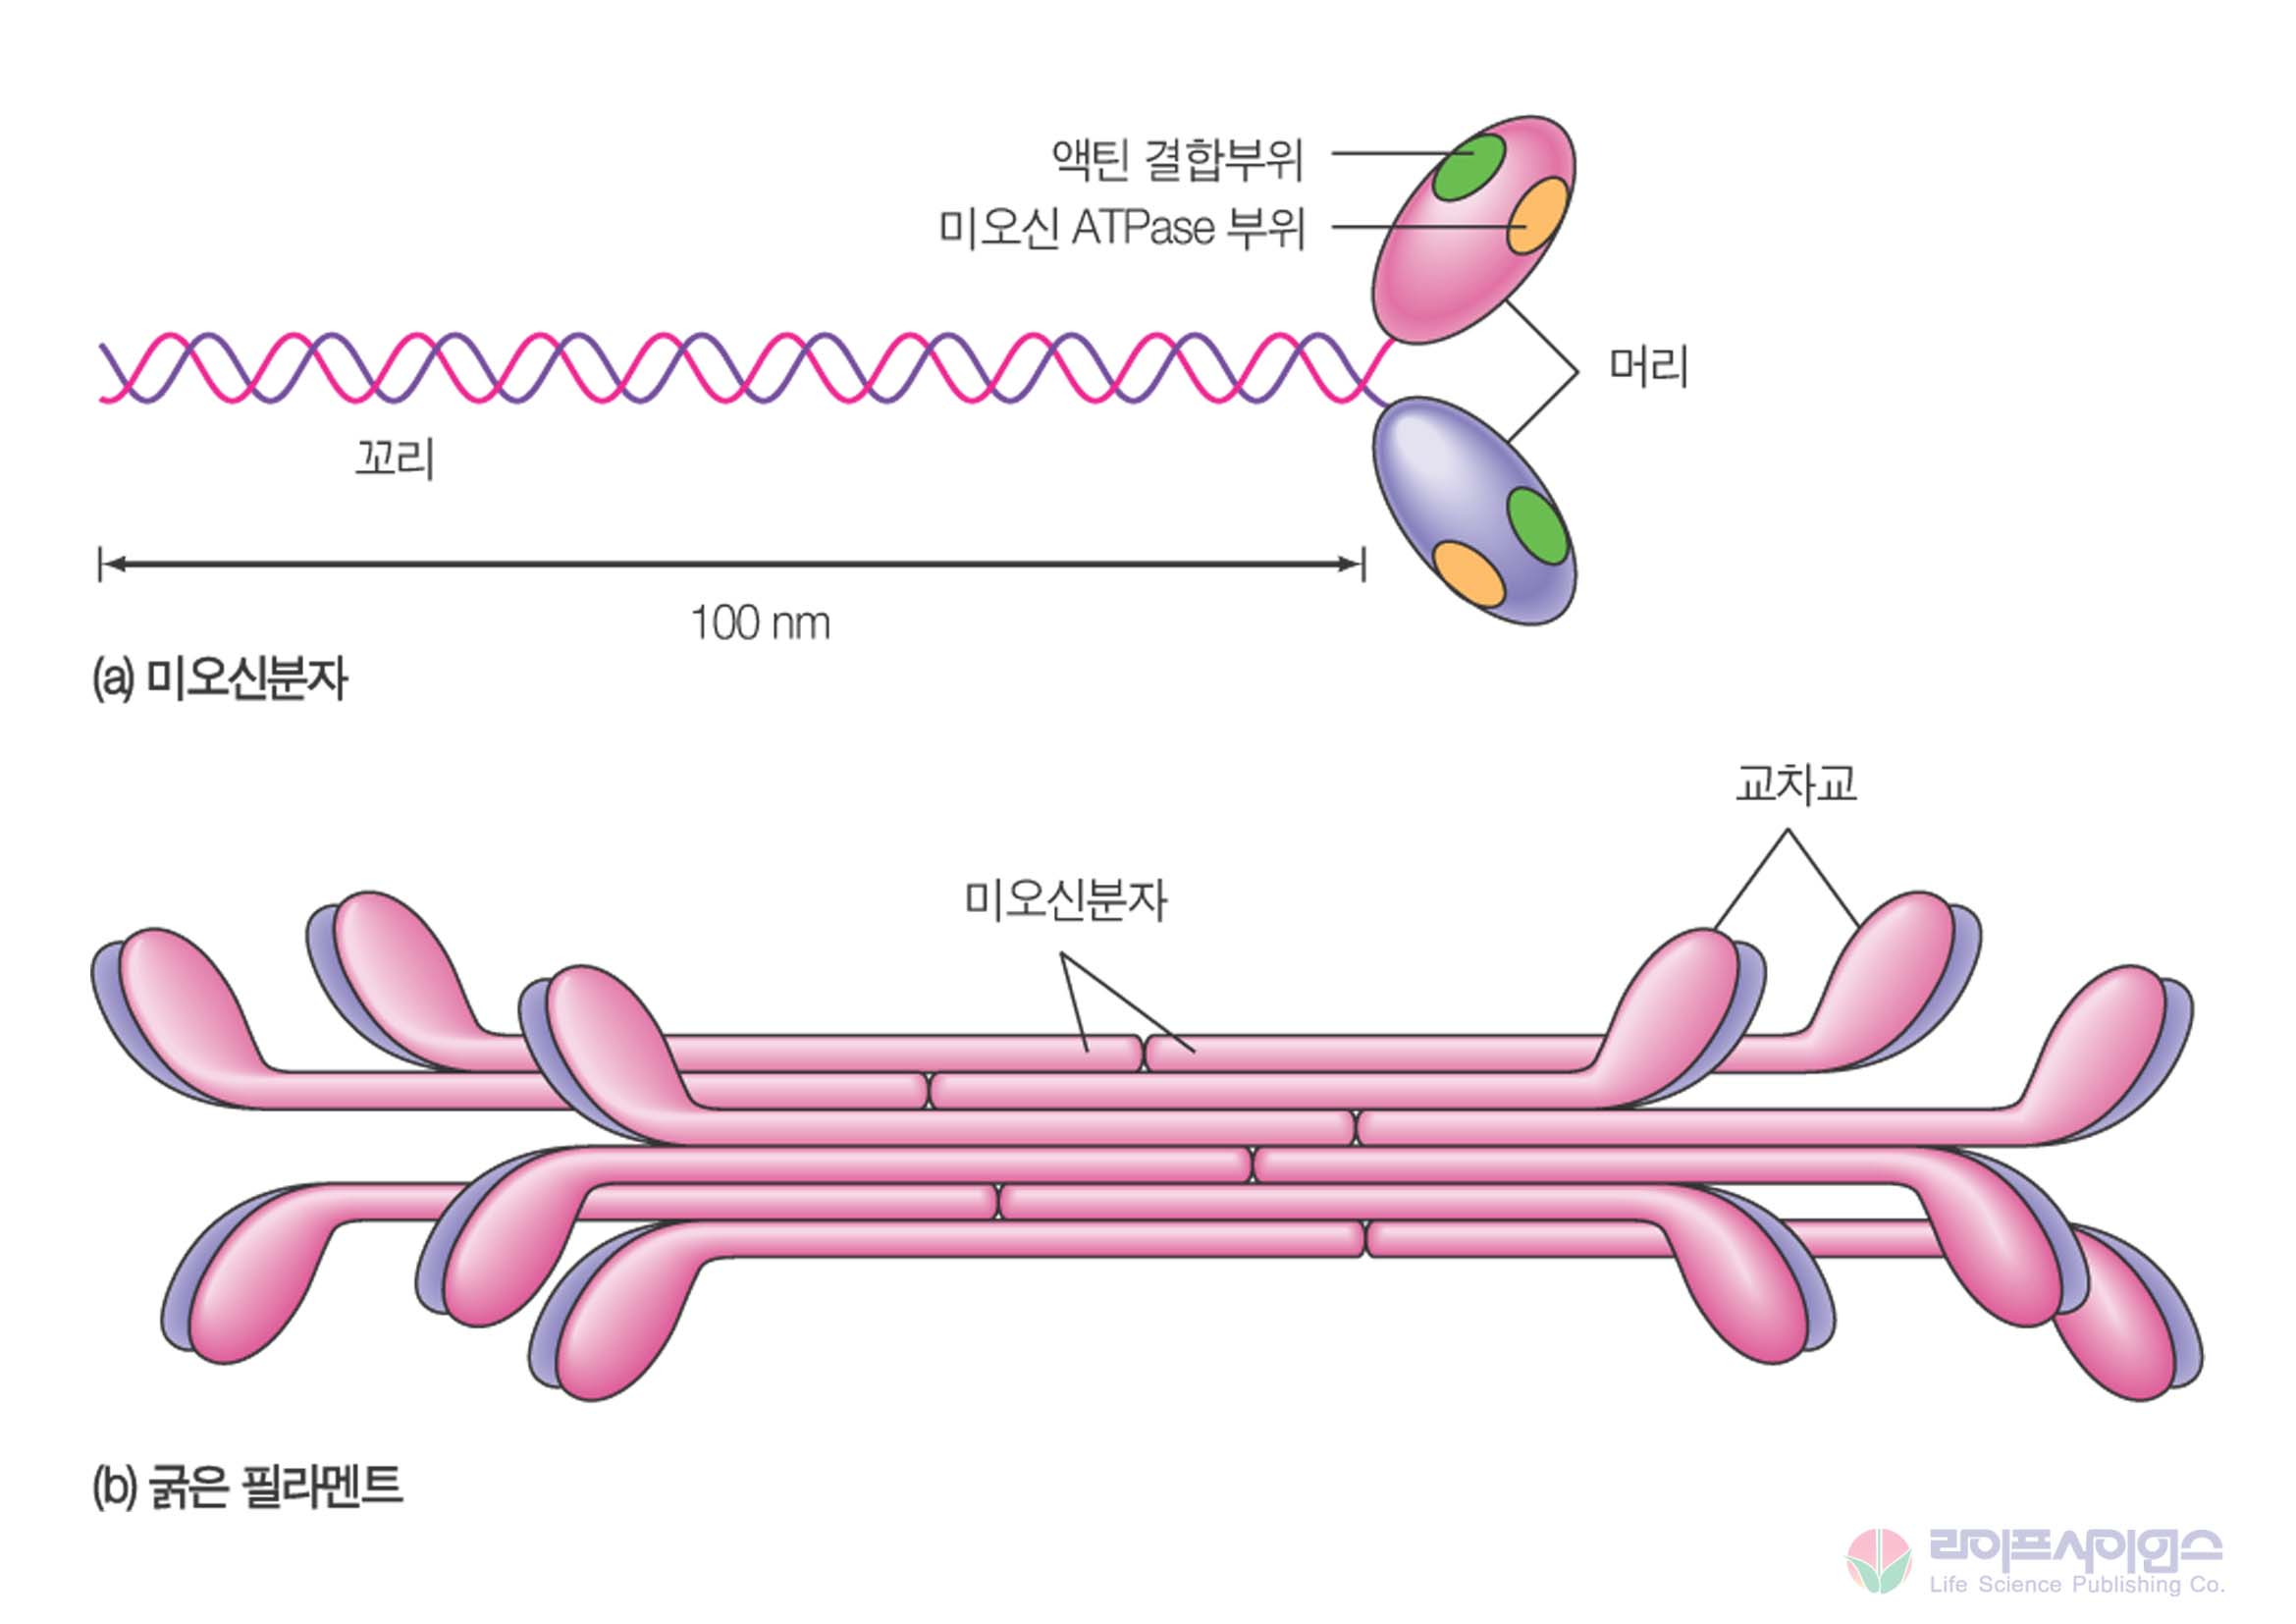 액틴 결합부위
미오신 ATPase 부위
머리
꼬리
100 nm
(a) 미오신분자
교차교
미오신분자
(b) 굵은 필라멘트
라이프사이언스
Life Science Publishing Co.